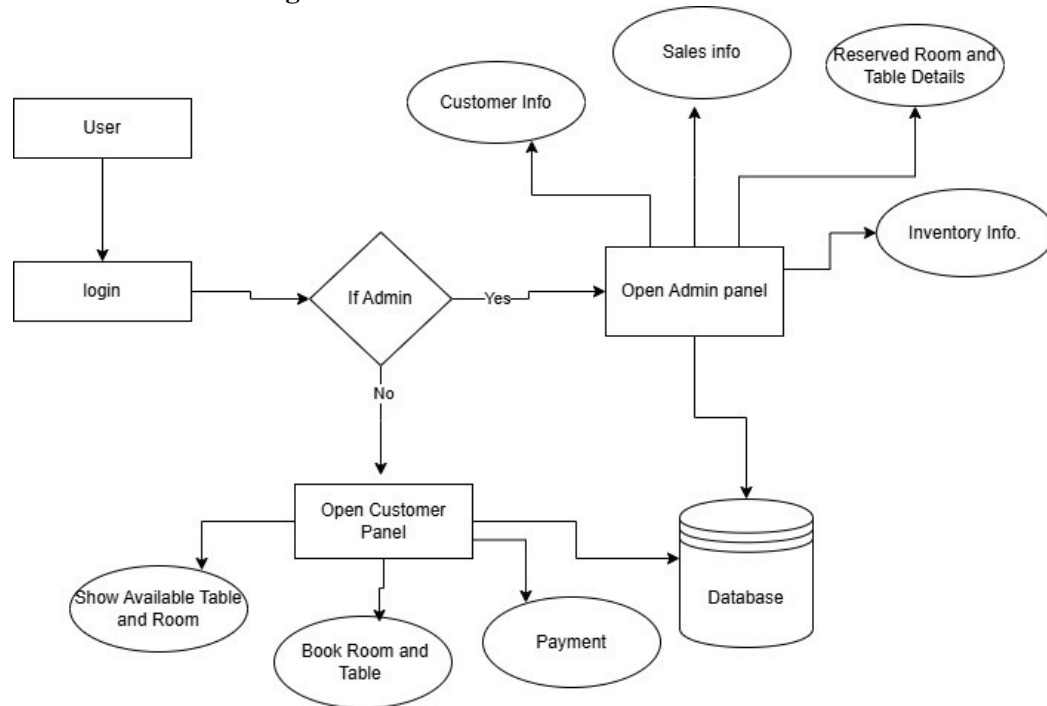 Sales info
Reserved Room and
Table Details
Customer Info
User
Inventory Info.
login
If Admin
Yes
Open Admin panel
No
Open Customer
Panel
Show Available Table
and Room
Database
Payment
Book Room and
Table